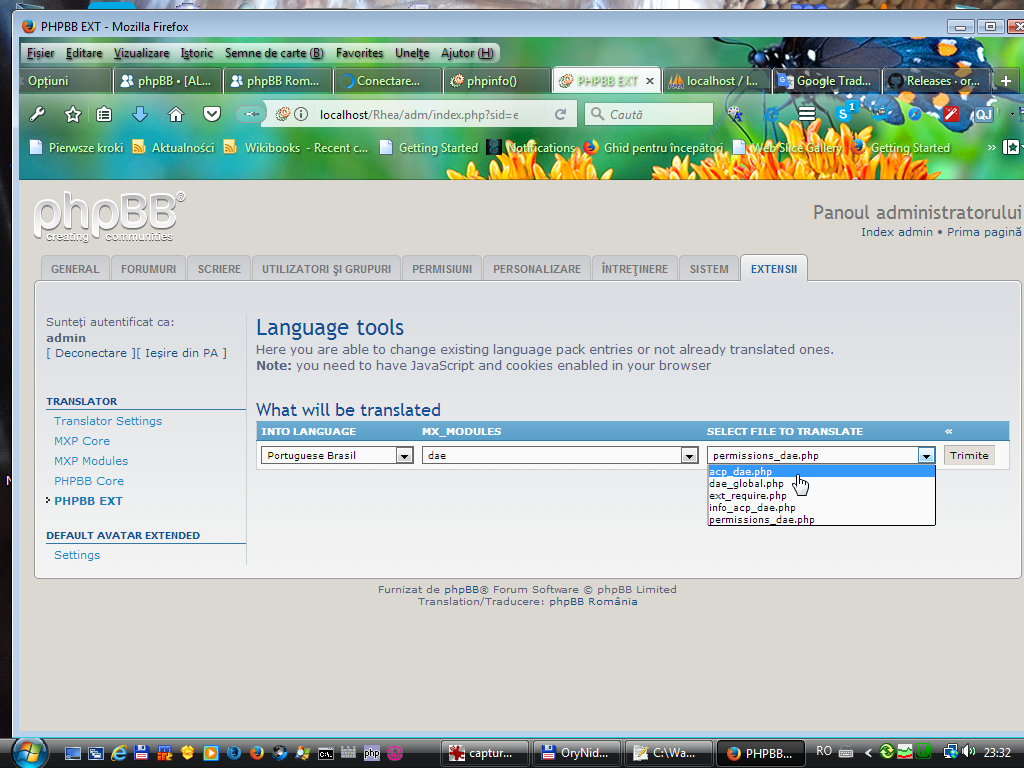 PHPBB EXT - Mozilla Firefox
Fișier Editare Vizualizare Istoric Semne de carte (B) Favorites Unelte Ajutor (H)
Opțiuni phpBB • [AL... phpBB Rom... Conectare... phpinfo() PHPBB EXT localhost / l... Google Trad... Releases · or...
localhost/Rhea/adm/index.php?sid=e Caută
Pierwsze kroki Aktualności Wikibooks - Recent c... Getting Started Notifications Ghid pentru începători Web Slice Gallery Getting Started
phpBB®
creating communities
Panoul administratorului
Index admin • Prima pagină
GENERAL FORUMURI SCRIERE UTILIZATORI ŞI GRUPURI PERMISIUNI PERSONALIZARE ÎNTREŢINERE SISTEM EXTENSII
Sunteţi autentificat ca:
admin
[ Deconectare ][ Ieşire din PA ]
TRANSLATOR
Translator Settings
MXP Core
MXP Modules
PHPBB Core
PHPBB EXT
DEFAULT AVATAR EXTENDED
Settings
Language tools
Here you are able to change existing language pack entries or not already translated ones.
Note: you need to have JavaScript and cookies enabled in your browser
What will be translated
INTO LANGUAGE MX_MODULES SELECT FILE TO TRANSLATE «
Portuguese Brasil dae permissions_dae.php Trimite
acp_dae.php
dae_global.php
ext_require.php
info_acp_dae.php
permissions_dae.php
Furnizat de phpBB® Forum Software © phpBB Limited
Translation/Traducere: phpBB România
captur... OryNid... C:\Wa... PHPBB... RO 23:32